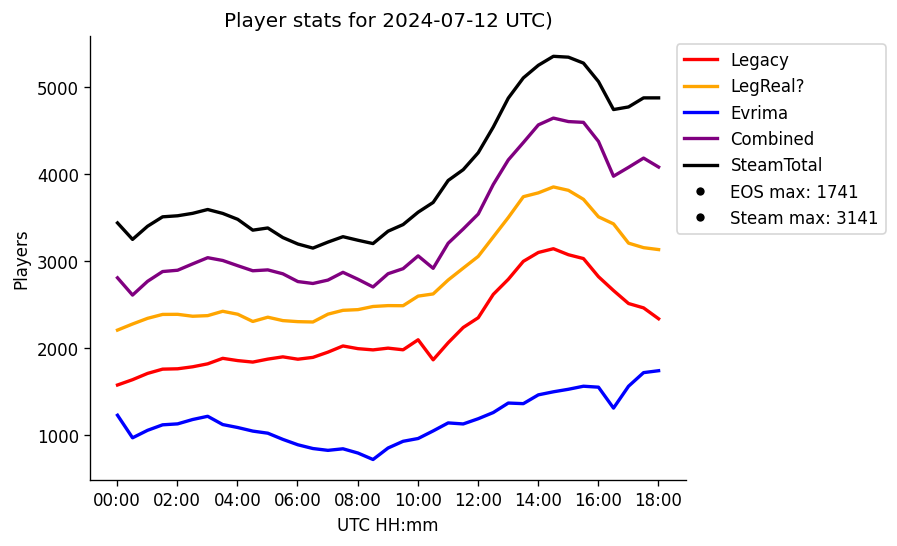 Player stats for 2024-07-12 UTC)
Legacy
LegReal?
Evrima
Combined
SteamTotal
EOS max: 1741
Steam max: 3141
Players
5000
4000
3000
2000
1000
00:00 02:00 04:00 06:00 08:00 10:00 12:00 14:00 16:00 18:00
UTC HH:mm